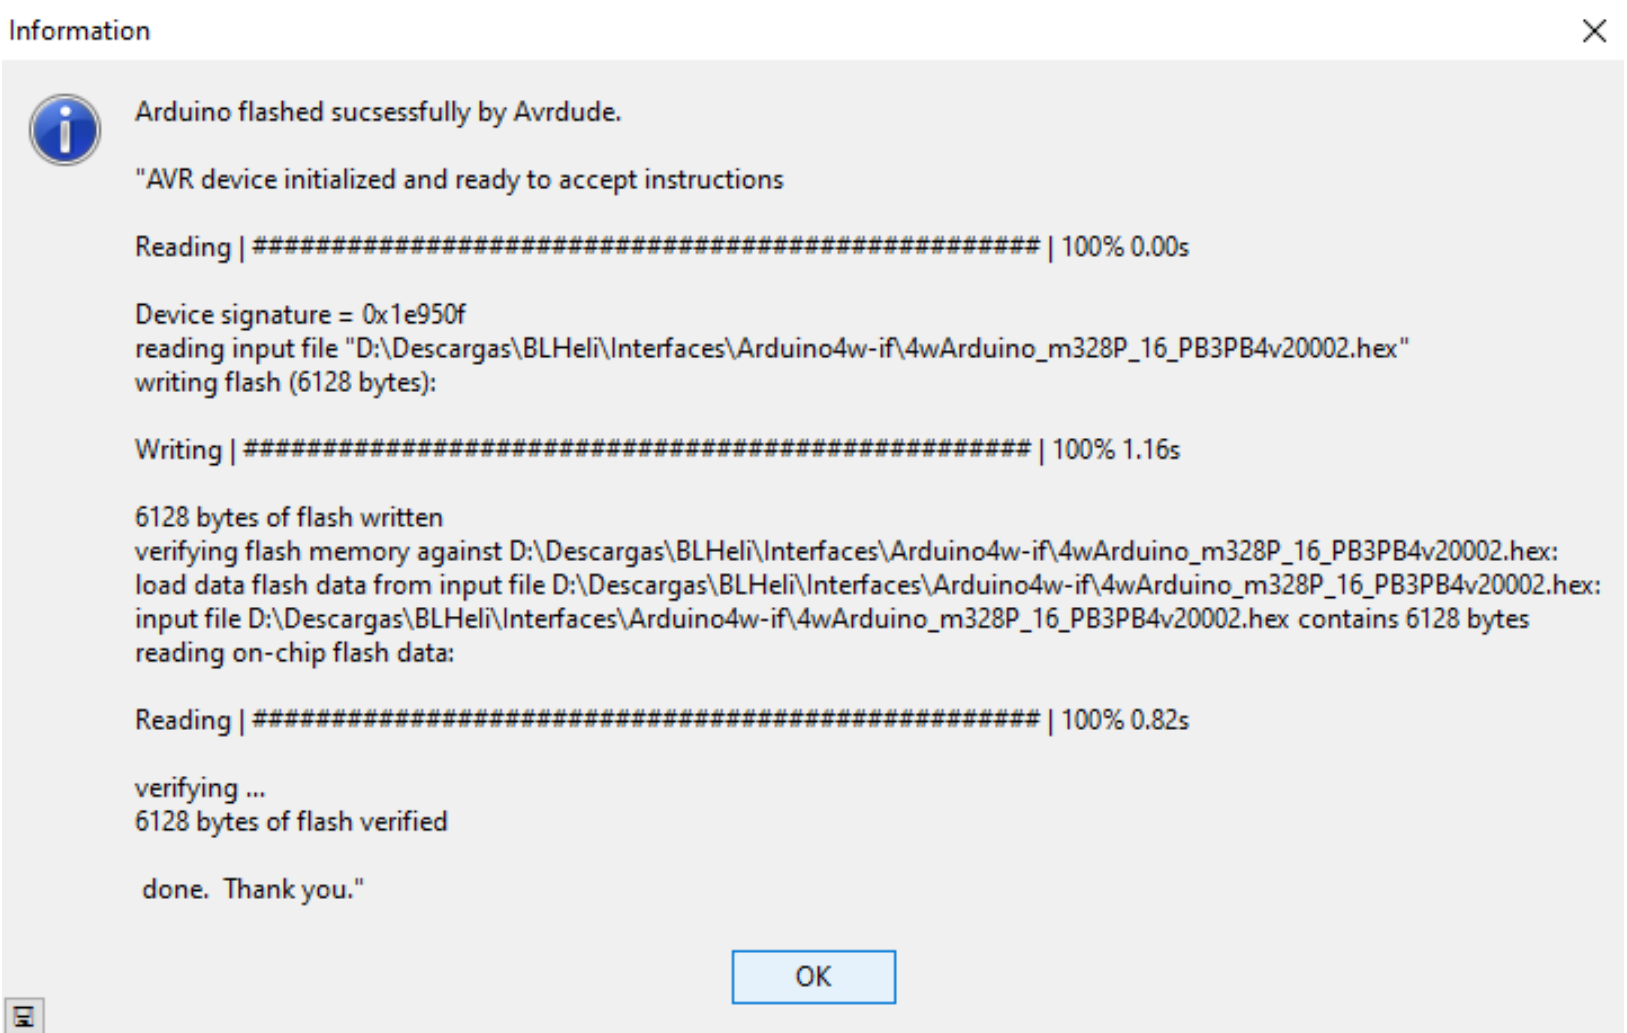 Information
Arduino flashed sucsessfully by Avrdude.
"AVR device initialized and ready to accept instructions
Reading | ################################################## | 100% 0.00s
Device signature = 0x1e950f
reading input file "D:\Descargas\BLHeli\Interfaces\Arduino4w-if\4wArduino_m328P_16_PB3PB4v20002.hex"
writing flash (6128 bytes):
Writing | ################################################## | 100% 1.16s
6128 bytes of flash written
verifying flash memory against D:\Descargas\BLHeli\Interfaces\Arduino4w-if\4wArduino_m328P_16_PB3PB4v20002.hex:
load data flash data from input file D:\Descargas\BLHeli\Interfaces\Arduino4w-if\4wArduino_m328P_16_PB3PB4v20002.hex:
input file D:\Descargas\BLHeli\Interfaces\Arduino4w-if\4wArduino_m328P_16_PB3PB4v20002.hex contains 6128 bytes
reading on-chip flash data:
Reading | ################################################## | 100% 0.82s
verifying ...
6128 bytes of flash verified
done.  Thank you."
OK